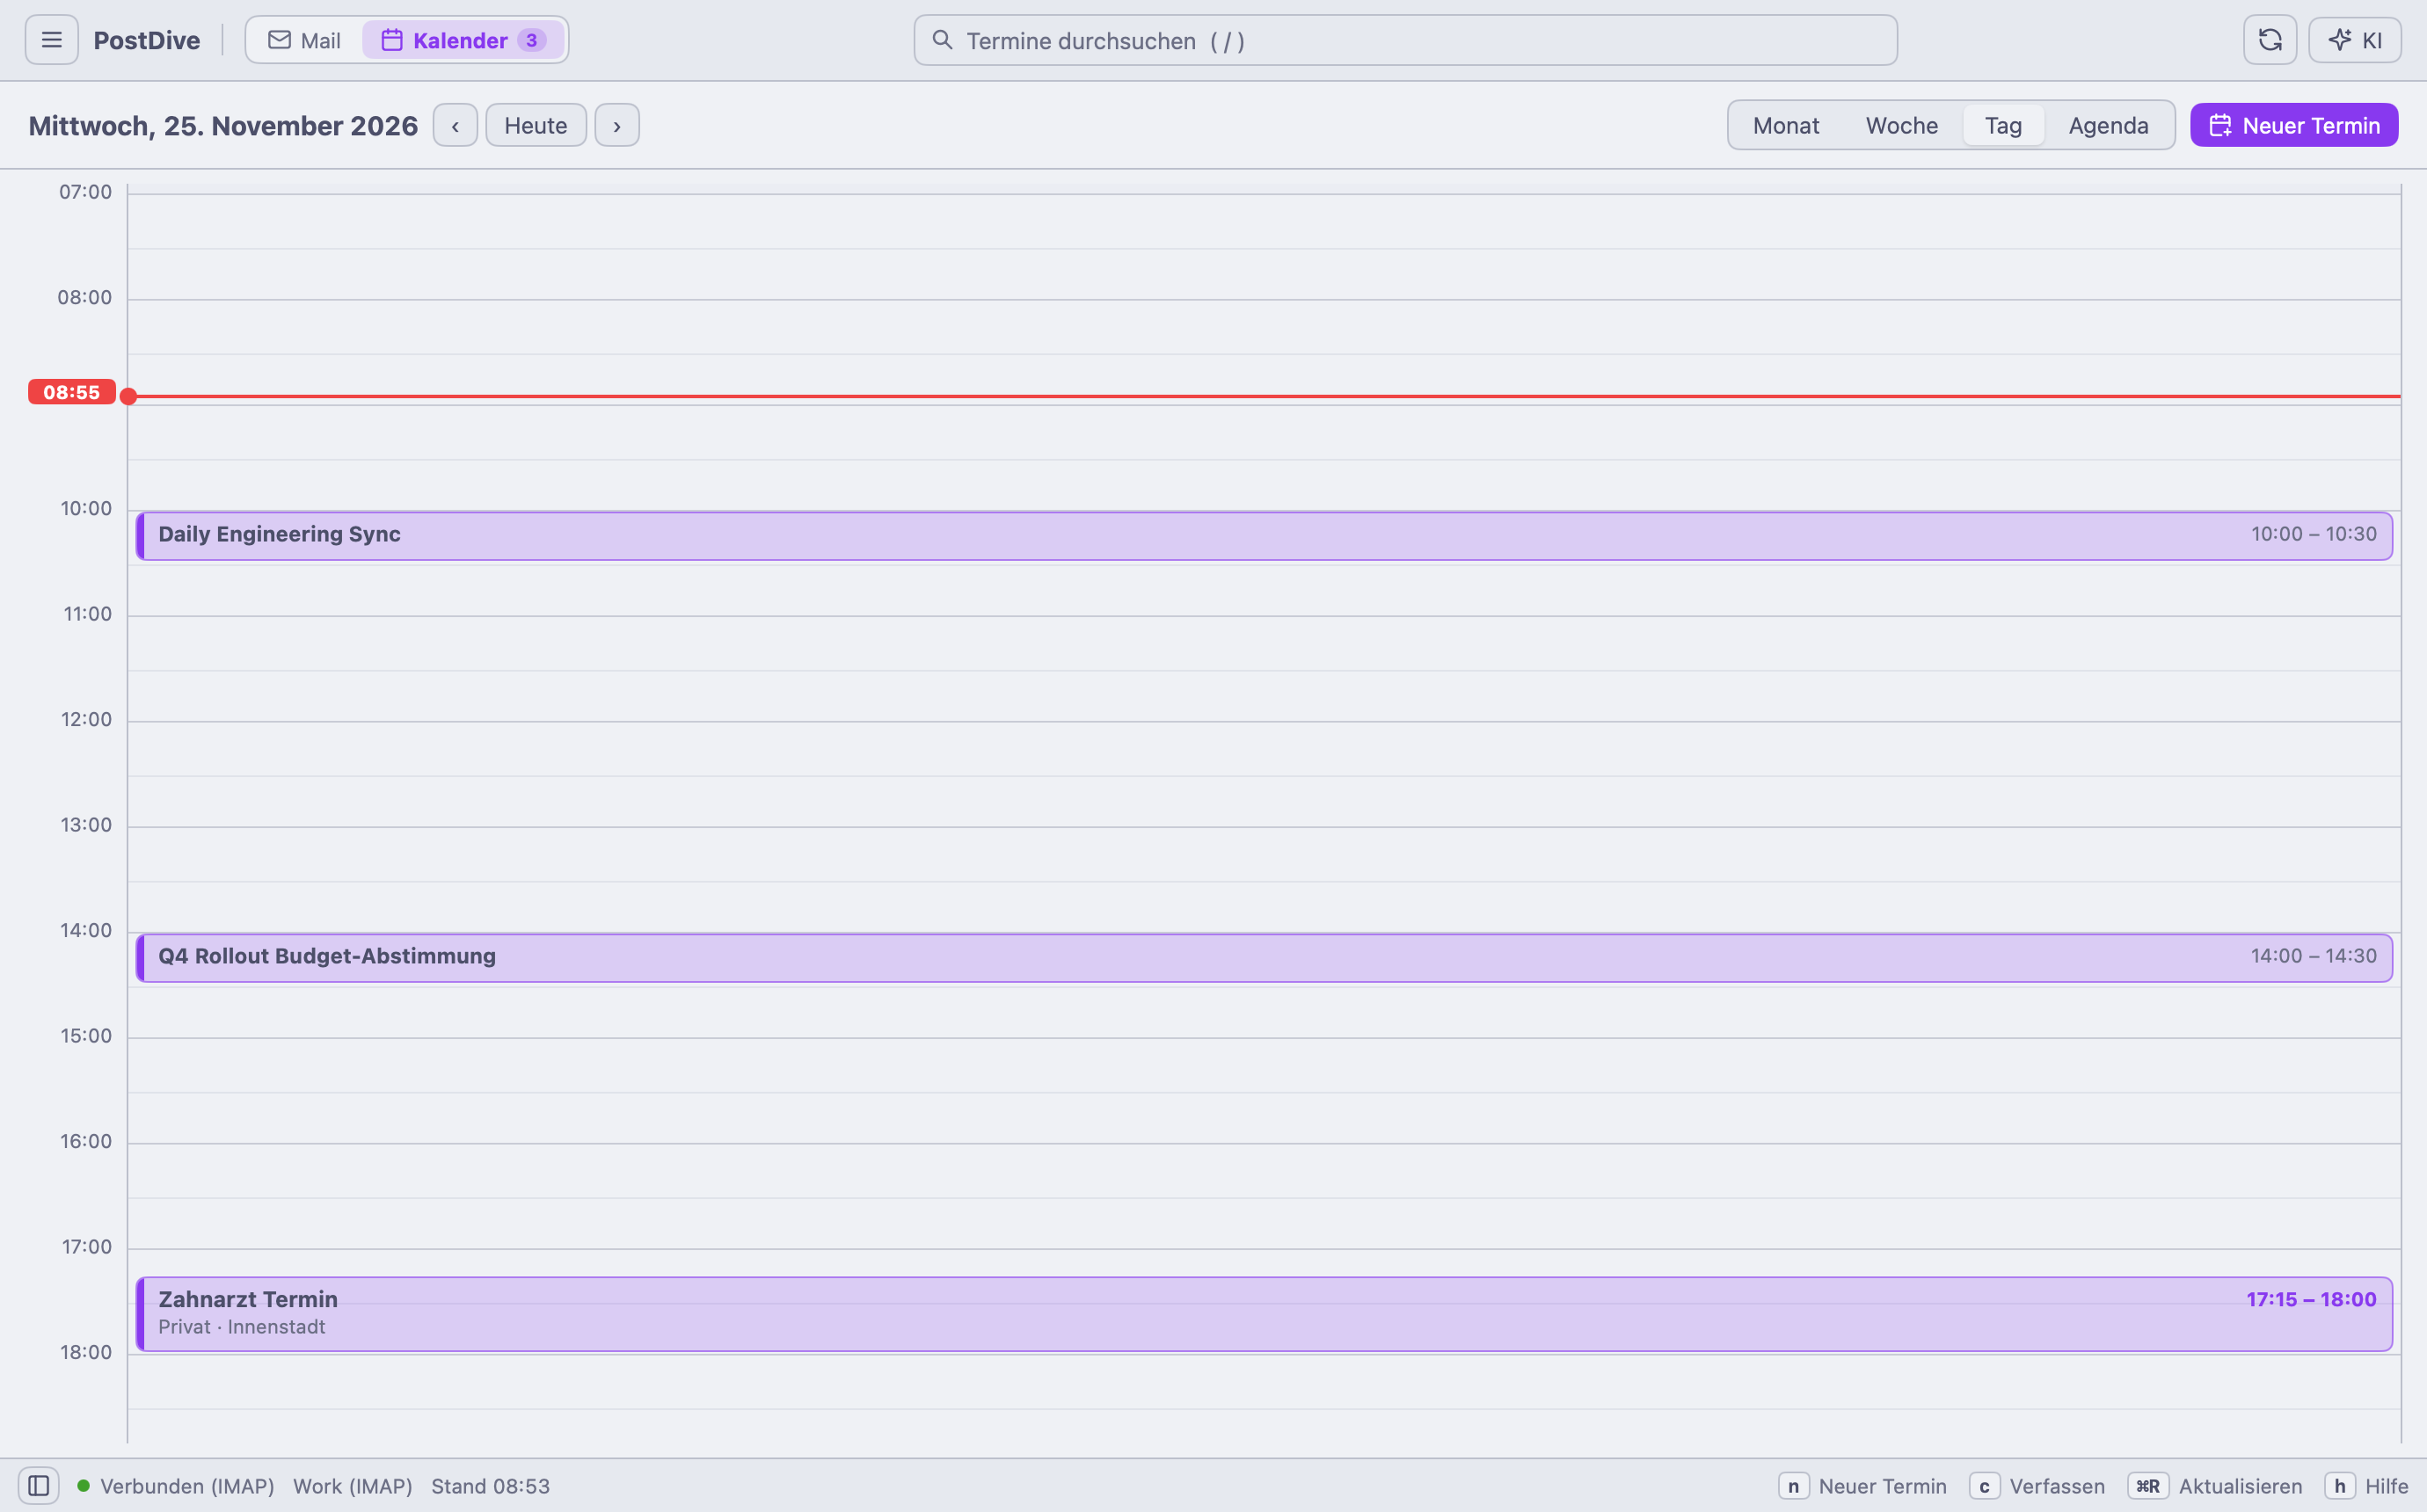 PostDive
Mail
Kalender 3
Termine durchsuchen ( / )
KI
Mittwoch, 25. November 2026
‹ Heute ›
Monat Woche Tag Agenda
Neuer Termin
07:00
08:00
08:55
10:00
Daily Engineering Sync 10:00 – 10:30
11:00
12:00
13:00
14:00
Q4 Rollout Budget-Abstimmung 14:00 – 14:30
15:00
16:00
17:00
Zahnarzt Termin 17:15 – 18:00
Privat · Innenstadt
18:00
Verbunden (IMAP) Work (IMAP) Stand 08:53
n Neuer Termin c Verfassen ⌘R Aktualisieren h Hilfe